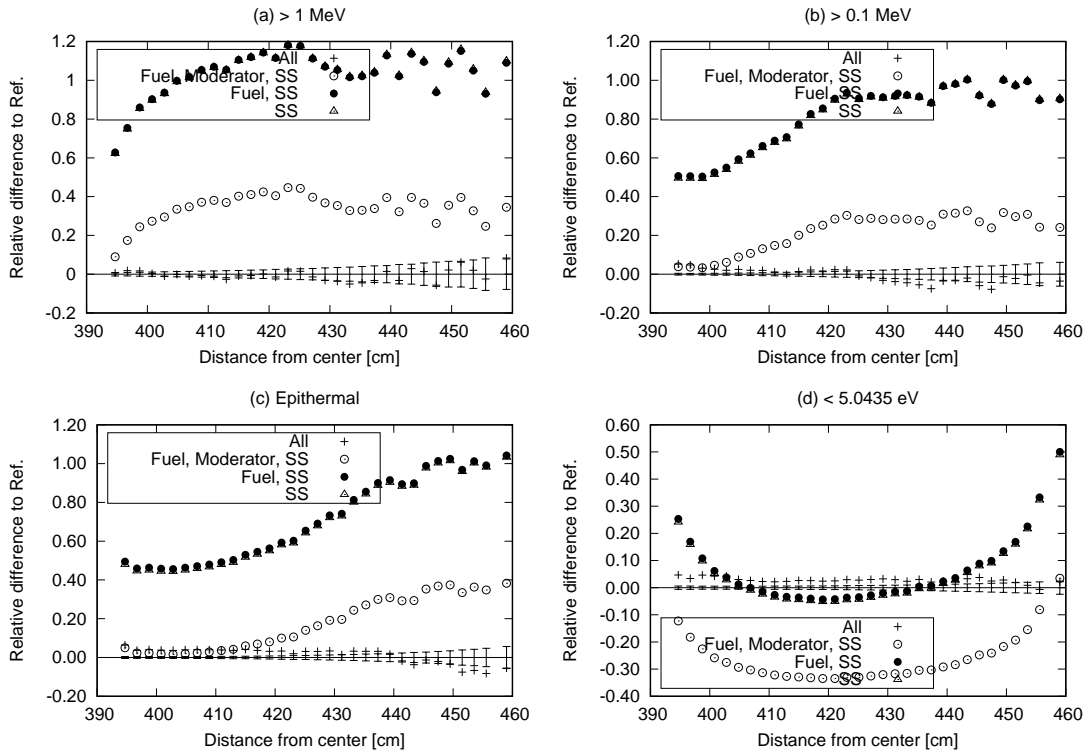 (a) > 1 MeV
Relative difference to Ref.
1.2
1
0.8
0.6
0.4
0.2
0
-0.2
All
Fuel, Moderator, SS
Fuel, SS
SS
390 400 410 420 430 440 450 460
Distance from center [cm]
(b) > 0.1 MeV
Relative difference to Ref.
1.20
1.00
0.80
0.60
0.40
0.20
0.00
-0.20
All
Fuel, Moderator, SS
Fuel, SS
SS
390 400 410 420 430 440 450 460
Distance from center [cm]
(c) Epithermal
Relative difference to Ref.
1.20
1.00
0.80
0.60
0.40
0.20
0.00
-0.20
All
Fuel, Moderator, SS
Fuel, SS
SS
390 400 410 420 430 440 450 460
Distance from center [cm]
(d) < 5.0435 eV
Relative difference to Ref.
0.60
0.50
0.40
0.30
0.20
0.10
0.00
-0.10
-0.20
-0.30
-0.40
All
Fuel, Moderator, SS
Fuel, SS
SS
390 400 410 420 430 440 450 460
Distance from center [cm]